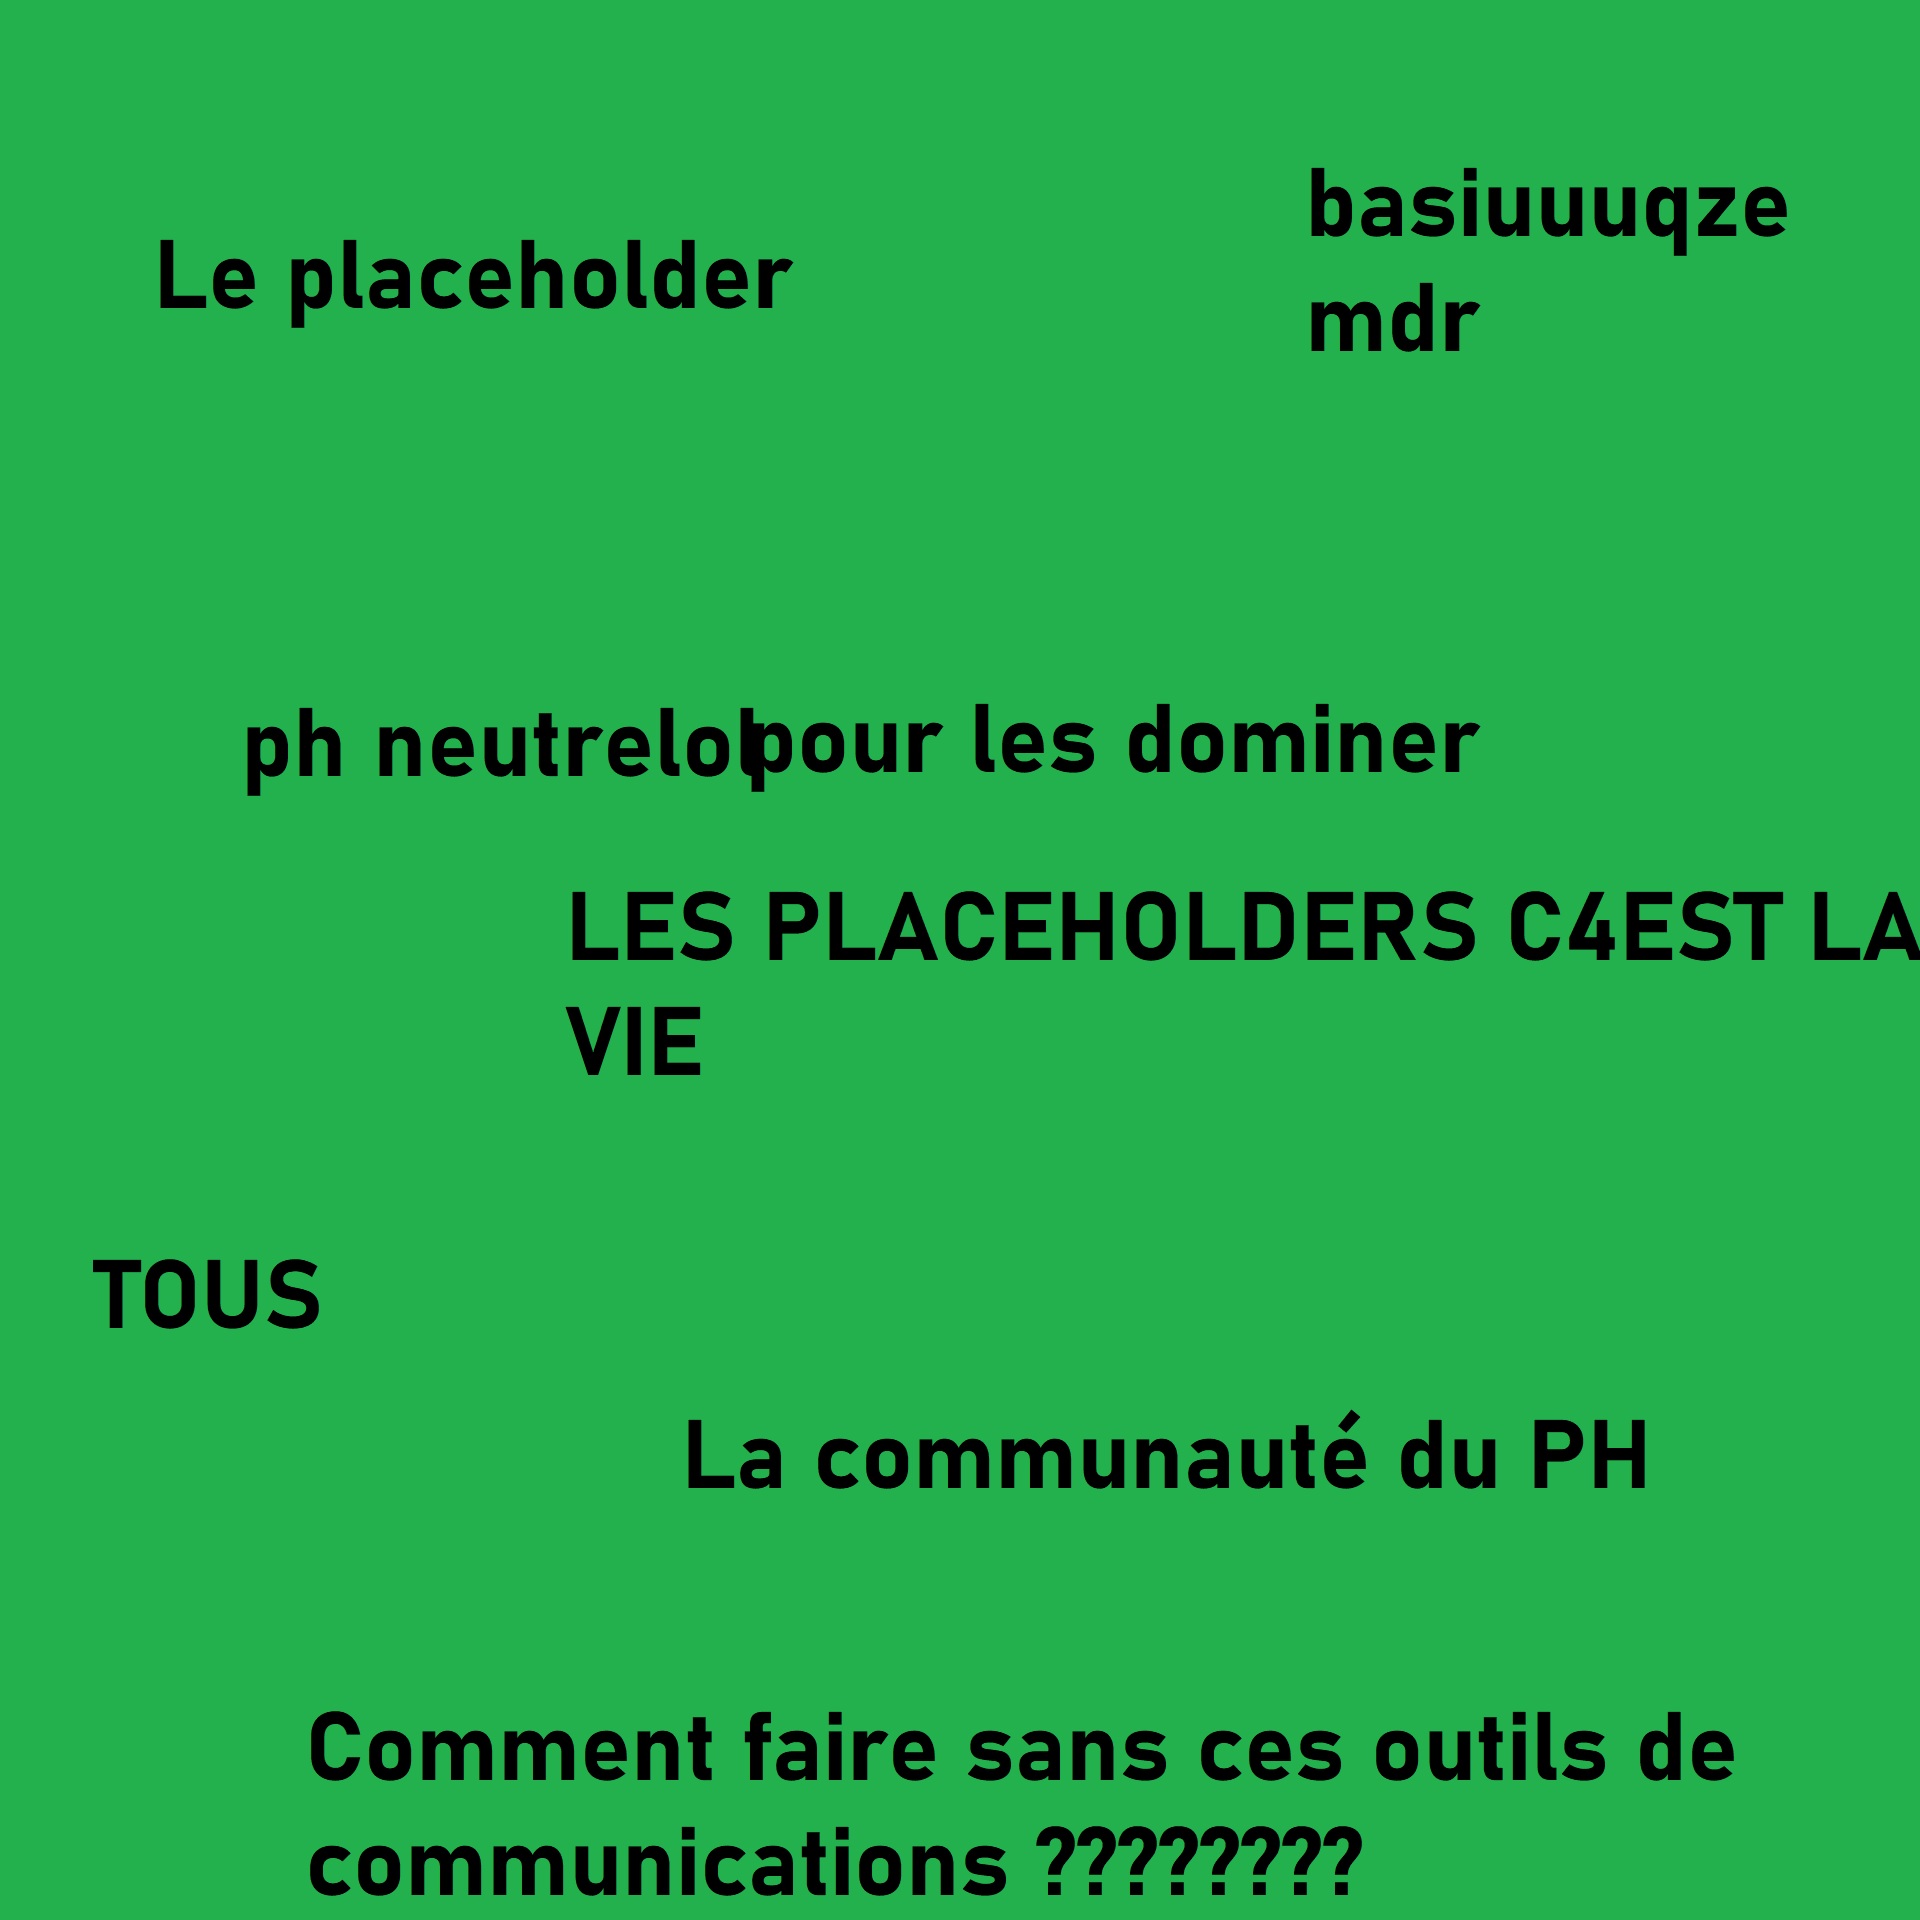 basiuuuqze
mdr
Le placeholder
ph neutrelol
pour les dominer
LES PLACEHOLDERS C4EST LA
VIE
TOUS
La communauté du PH
Comment faire sans ces outils de
communications ????????